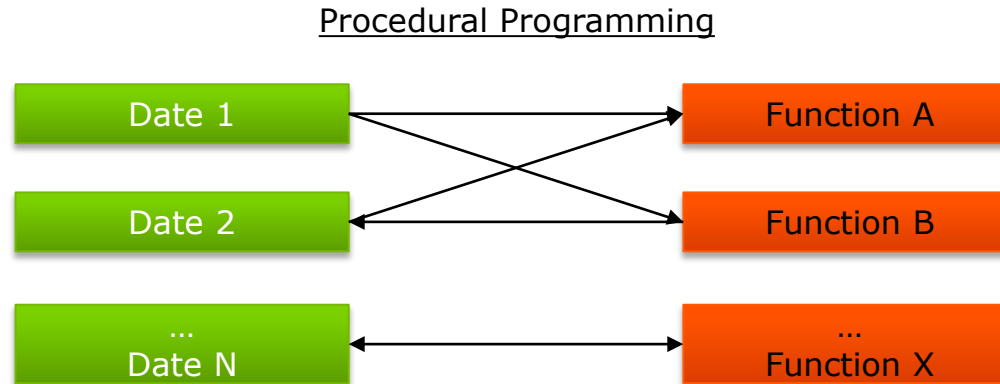 Procedural Programming
Date 1
Function A
Date 2
Function B
…
Date N
…
Function X